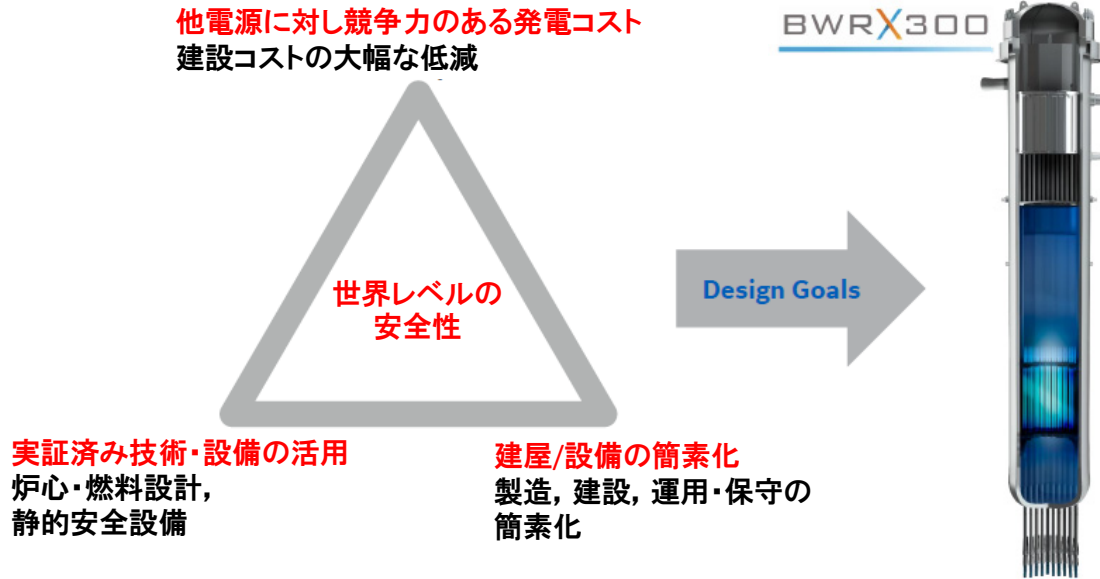 他電源に対し競争力のある発電コスト
建設コストの大幅な低減
BWRX300
世界レベルの
安全性
Design Goals
実証済み技術・設備の活用
炉心・燃料設計,
静的安全設備
建屋/設備の簡素化
製造, 建設, 運用・保守の
簡素化